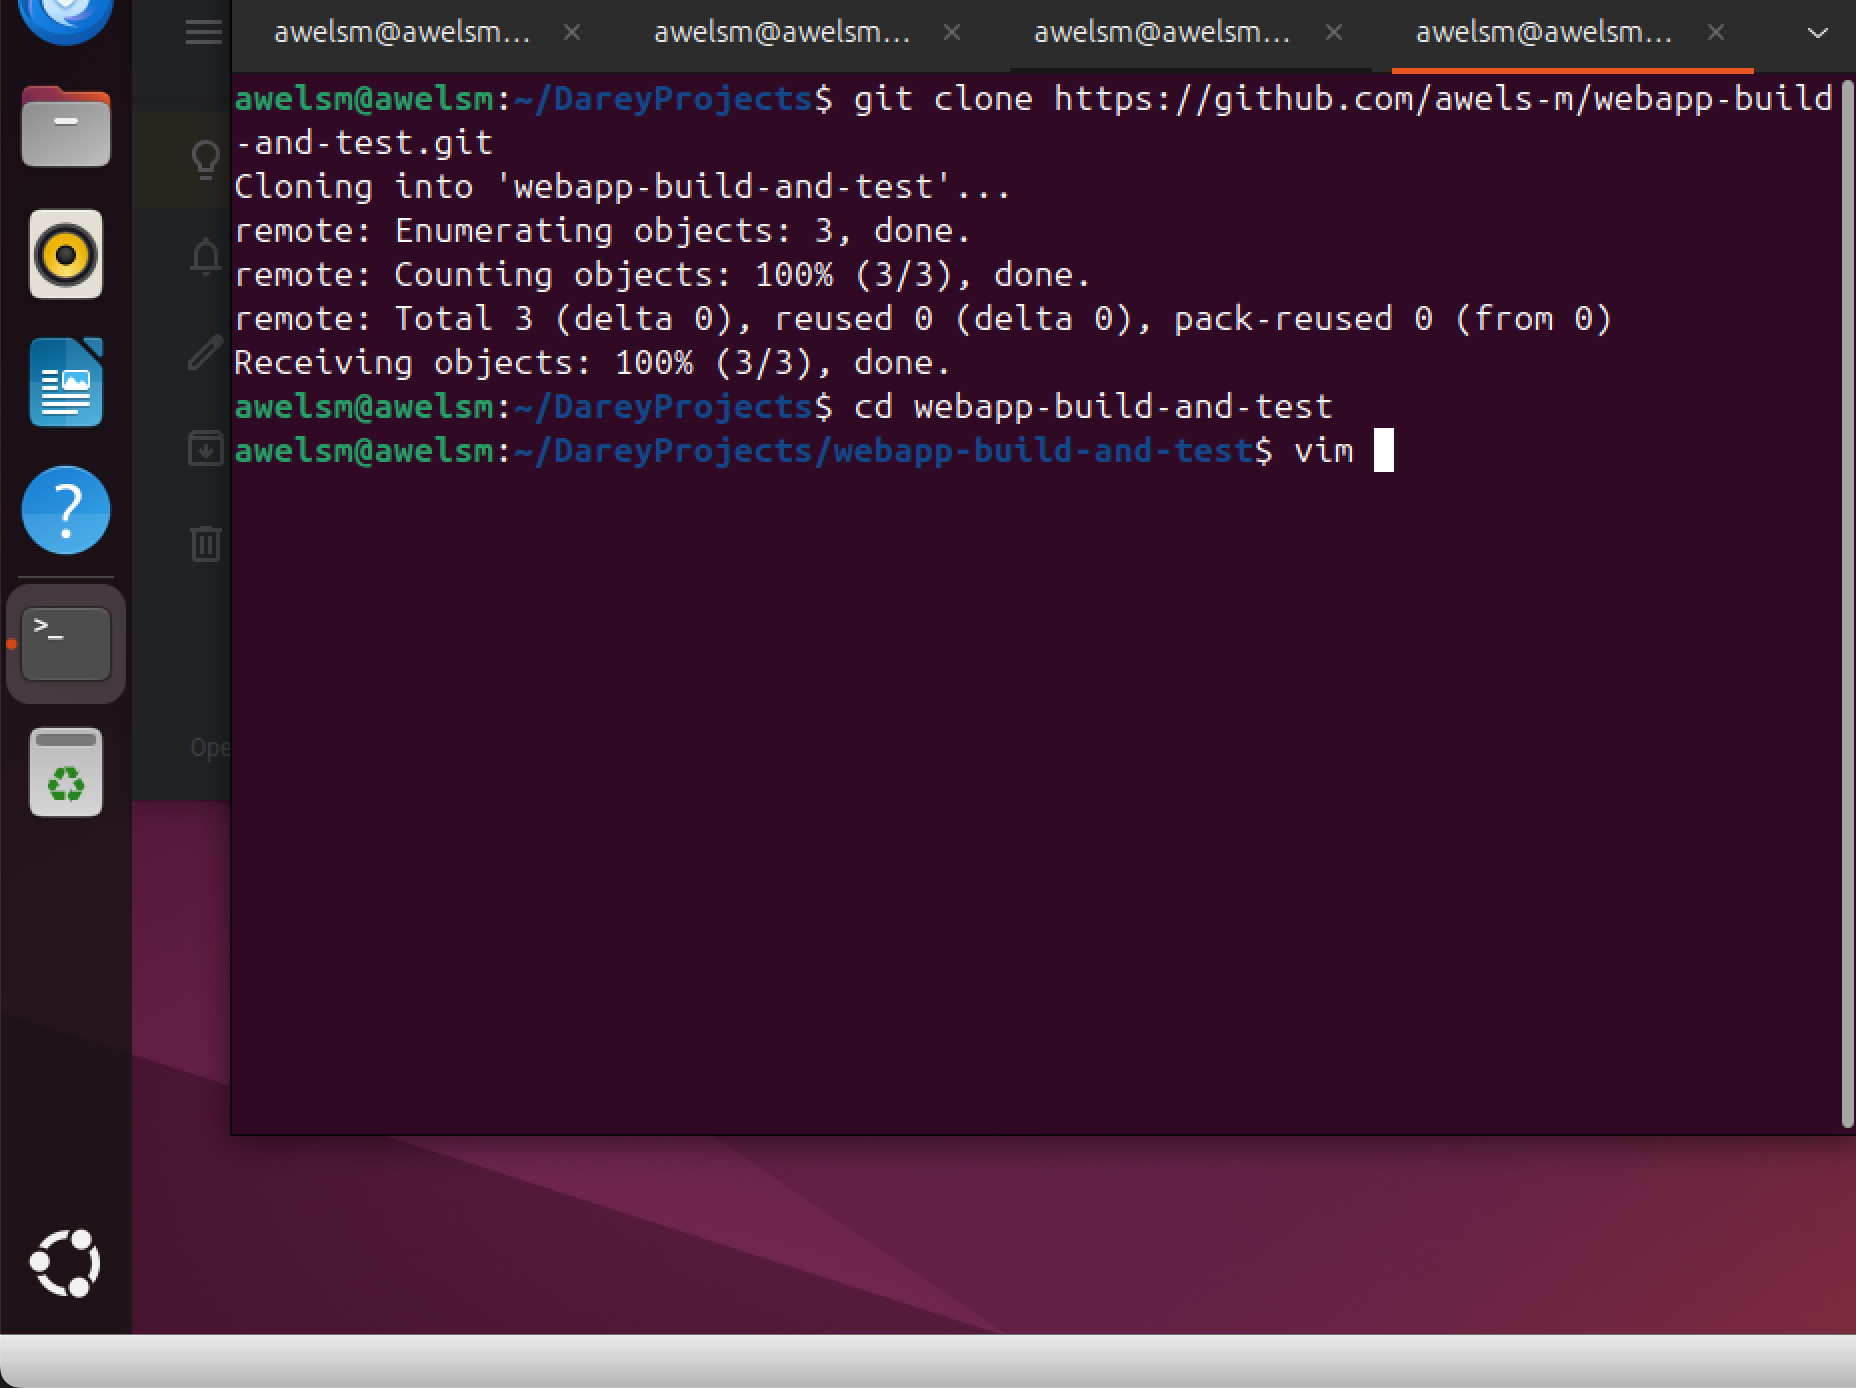 awelsm@awelsm...
awelsm@awelsm...
awelsm@awelsm...
awelsm@awelsm...
awelsm@awelsm:~/DareyProjects$ git clone https://github.com/awels-m/webapp-build
-and-test.git
Cloning into 'webapp-build-and-test'...
remote: Enumerating objects: 3, done.
remote: Counting objects: 100% (3/3), done.
remote: Total 3 (delta 0), reused 0 (delta 0), pack-reused 0 (from 0)
Receiving objects: 100% (3/3), done.
awelsm@awelsm:~/DareyProjects$ cd webapp-build-and-test
awelsm@awelsm:~/DareyProjects/webapp-build-and-test$ vim
Ope